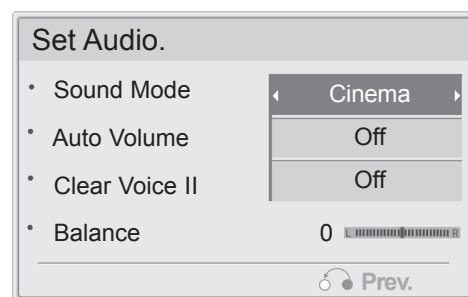 Set Audio.
• Sound Mode Cinema
• Auto Volume Off
• Clear Voice II Off
• Balance 0 L R
Prev.